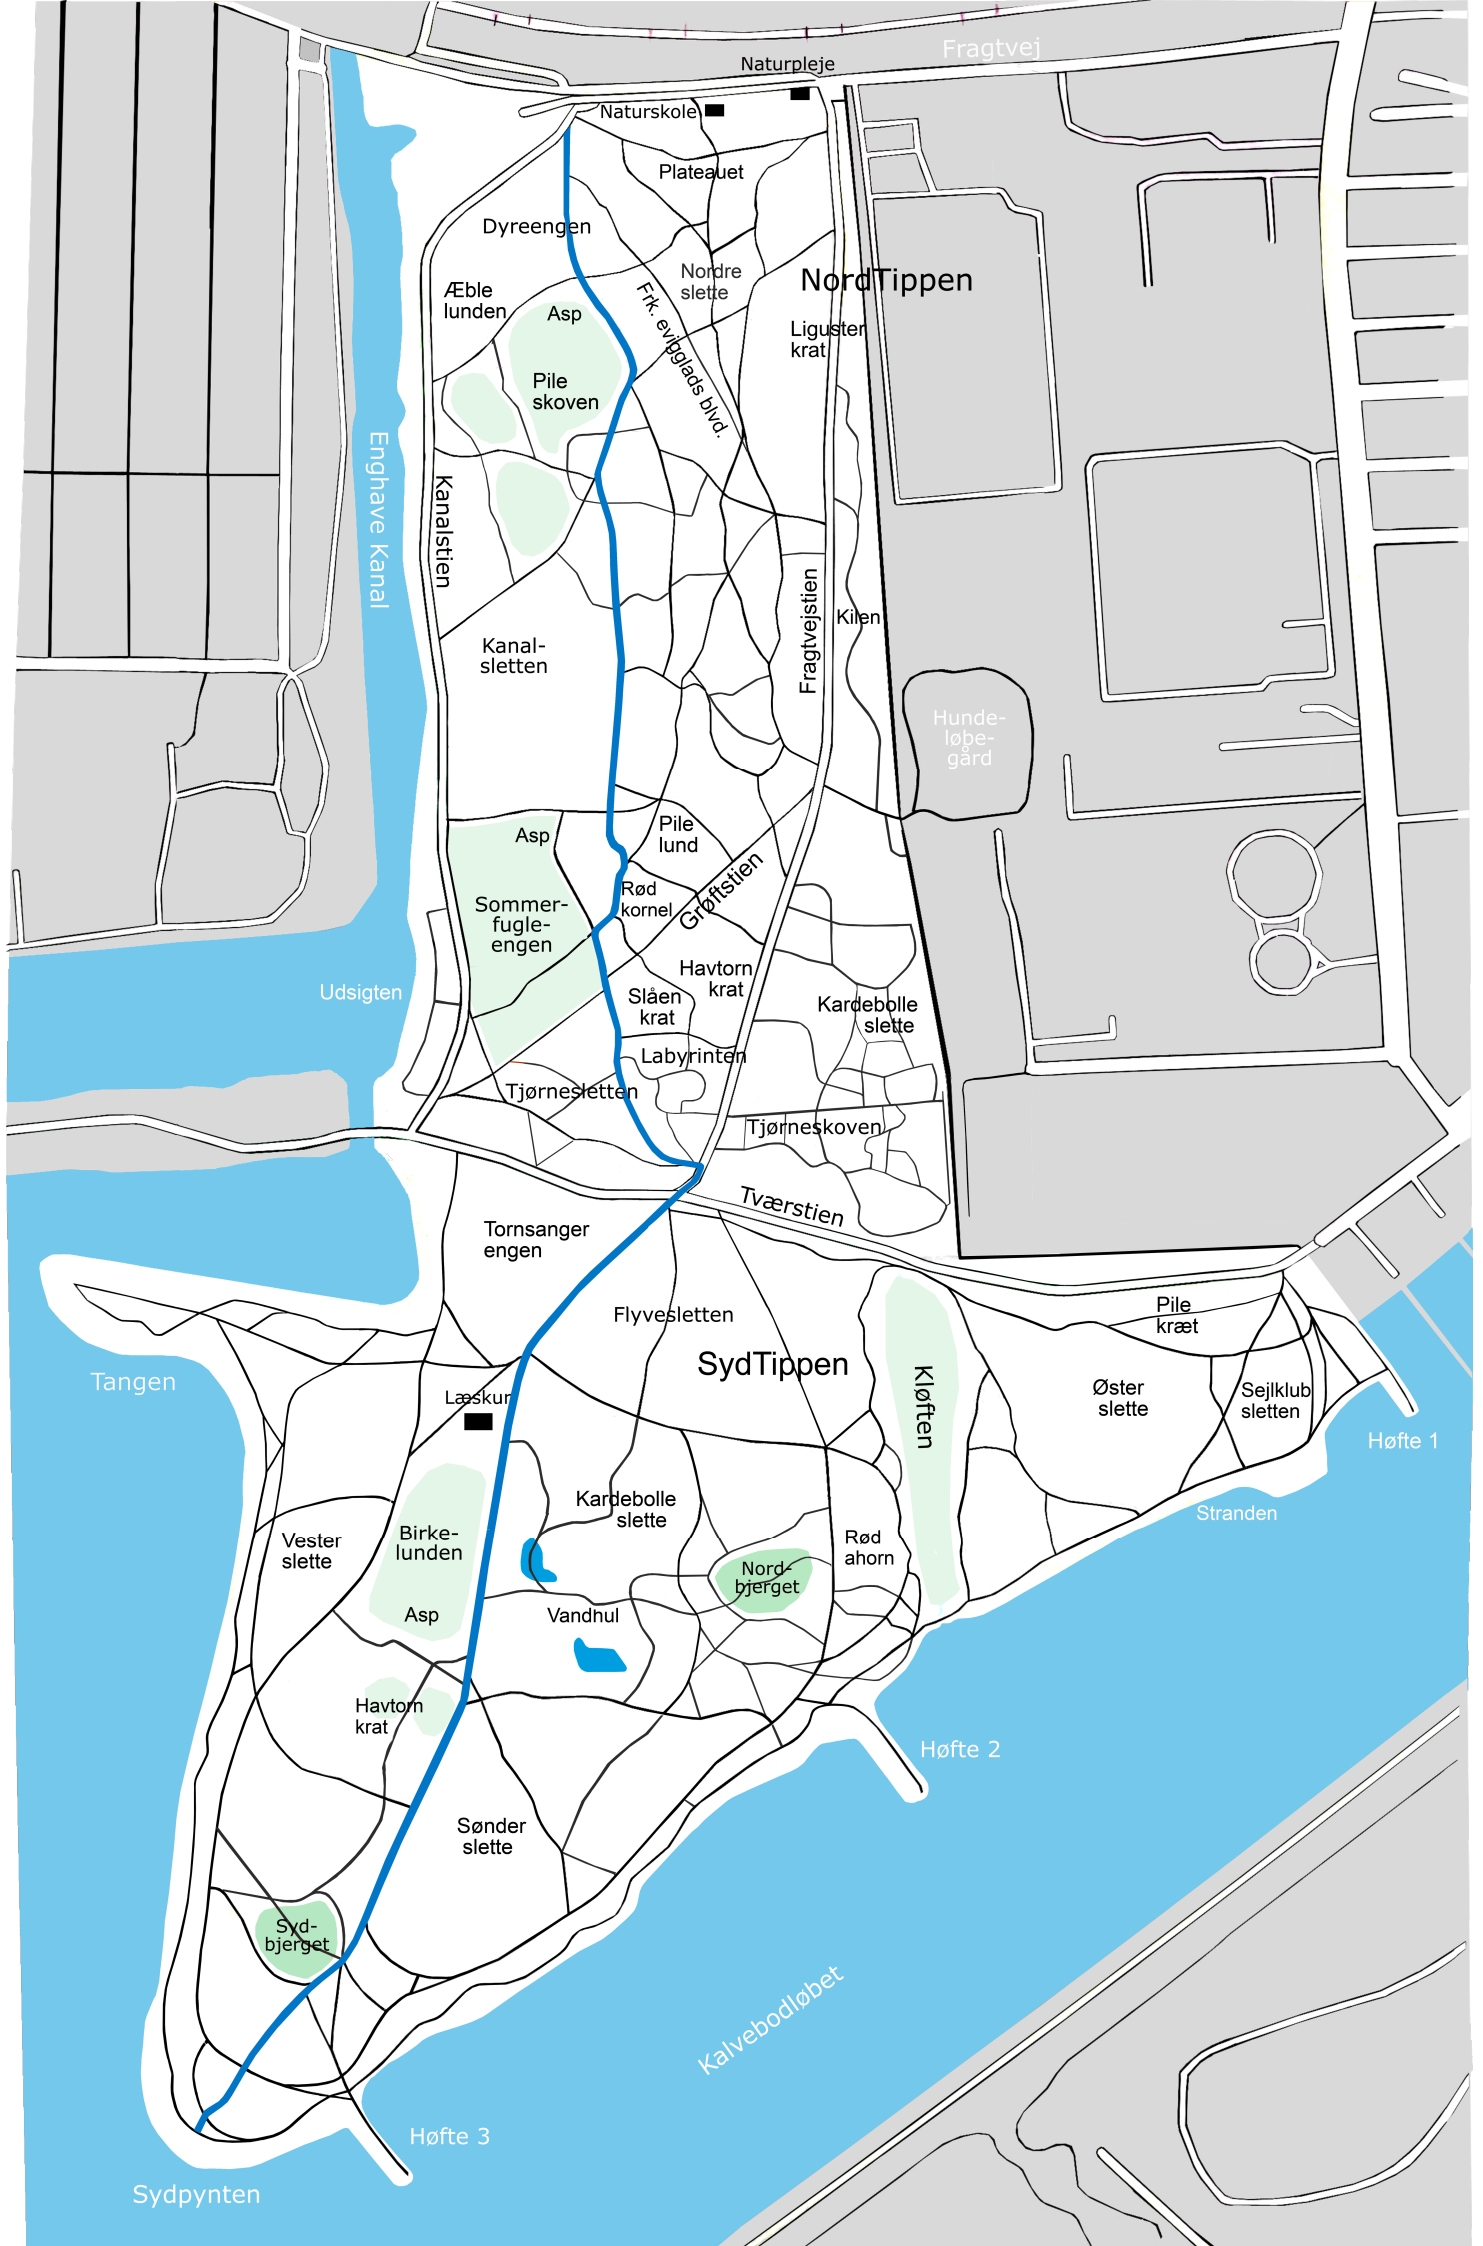 Fragtvej
Naturpleje
Naturskole
Plateauet
Dyreengen
Nordre
slette
NordTippen
Æble
lunden
Asp
Frk. evigglads blvd.
Liguster
krat
Pile
skoven
Enghave Kanal
Kanalstien
Fragtvejstien
Kilen
Kanal-
sletten
Hunde-
løbe-
gård
Asp
Pile
lund
Grøftstien
Rød
kornel
Sommer-
fugle-
engen
Havtorn
krat
Udsigten
Slåen
krat
Kardebolle
slette
Labyrinten
Tjørnesletten
Tjørneskoven
Tværstien
Tornsanger
engen
Flyvesletten
Pile
kræt
SydTippen
Tangen
Læskur
Kløften
Øster
slette
Sejlklub
sletten
Høfte 1
Kardebolle
slette
Stranden
Vester
slette
Birke-
lunden
Rød
ahorn
Nord-
bjerget
Asp
Vandhul
Havtorn
krat
Høfte 2
Sønder
slette
Syd-
bjerget
Kalvebodløbet
Høfte 3
Sydpynten